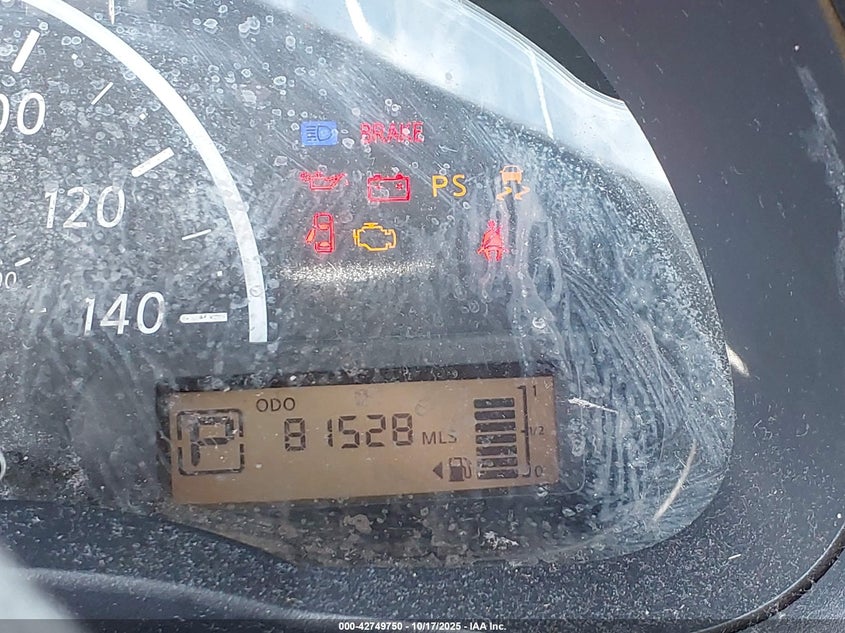 00
120
140
BRAKE
PS
ODO
P
81528 MLS
1
1/2
0
000-42749750 - 10/17/2025 - IAA Inc.